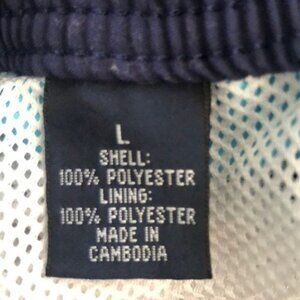 L
SHELL:
100% POLYESTER
LINING:
100% POLYESTER
MADE IN
CAMBODIA